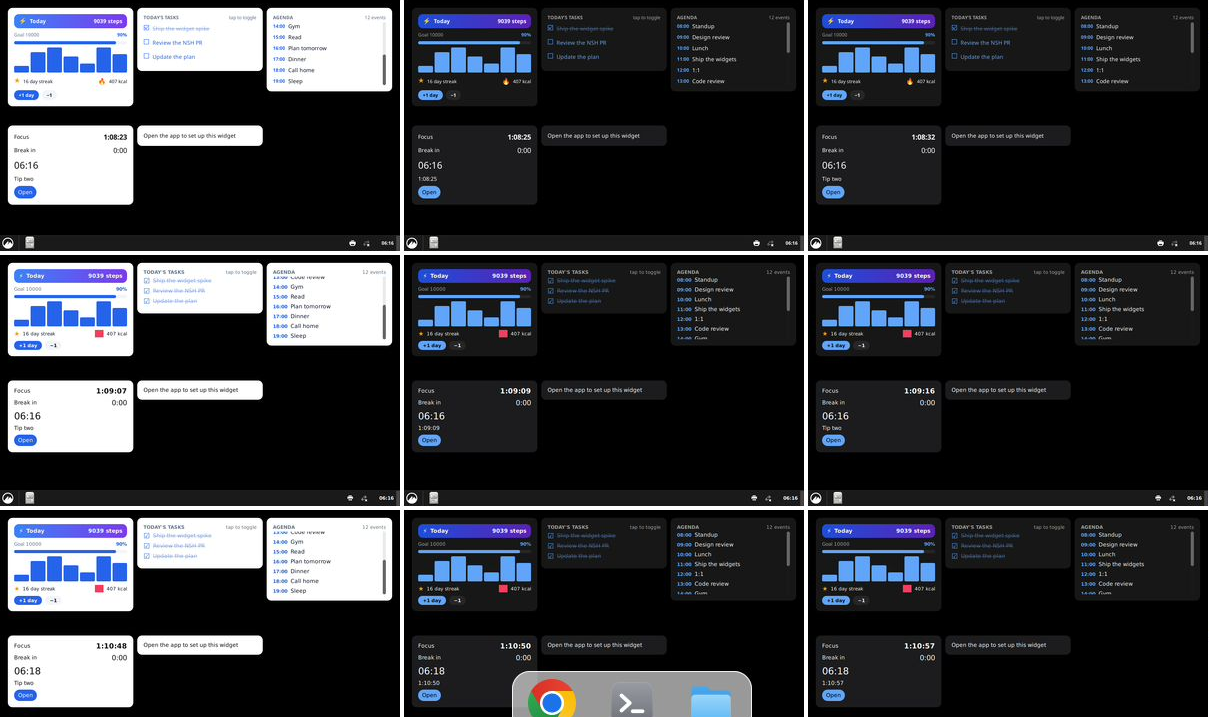 Today 9039 steps
Goal 10000 90%
16 day streak 407 kcal
+1 day −1
TODAY'S TASKS tap to toggle
Ship the widget spike
Review the NSH PR
Update the plan
AGENDA 12 events
14:00 Gym
15:00 Read
16:00 Plan tomorrow
17:00 Dinner
18:00 Call home
19:00 Sleep
Focus 1:08:23
Break in 0:00
06:16
Tip two
Open
Open the app to set up this widget
06:16
Today 9039 steps
Goal 10000 90%
16 day streak 407 kcal
+1 day −1
TODAY'S TASKS tap to toggle
Ship the widget spike
Review the NSH PR
Update the plan
AGENDA 12 events
08:00 Standup
09:00 Design review
10:00 Lunch
11:00 Ship the widgets
12:00 1:1
13:00 Code review
Focus 1:08:25
Break in 0:00
06:16
1:08:25
Open
Open the app to set up this widget
06:16
Today 9039 steps
Goal 10000 90%
16 day streak 407 kcal
+1 day −1
TODAY'S TASKS tap to toggle
Ship the widget spike
Review the NSH PR
Update the plan
AGENDA 12 events
08:00 Standup
09:00 Design review
10:00 Lunch
11:00 Ship the widgets
12:00 1:1
13:00 Code review
Focus 1:08:32
Break in 0:00
06:16
Tip two
Open
Open the app to set up this widget
06:16
Today 9039 steps
Goal 10000 90%
16 day streak 407 kcal
+1 day −1
TODAY'S TASKS tap to toggle
Ship the widget spike
Review the NSH PR
Update the plan
AGENDA 12 events
13:00 Code review
14:00 Gym
15:00 Read
16:00 Plan tomorrow
17:00 Dinner
18:00 Call home
19:00 Sleep
Focus 1:09:07
Break in 0:00
06:16
Tip two
Open
Open the app to set up this widget
06:16
Today 9039 steps
Goal 10000 90%
16 day streak 407 kcal
+1 day −1
TODAY'S TASKS tap to toggle
Ship the widget spike
Review the NSH PR
Update the plan
AGENDA 12 events
08:00 Standup
09:00 Design review
10:00 Lunch
11:00 Ship the widgets
12:00 1:1
13:00 Code review
14:00 Gym
Focus 1:09:09
Break in 0:00
06:16
1:09:09
Open
Open the app to set up this widget
06:16
Today 9039 steps
Goal 10000 90%
16 day streak 407 kcal
+1 day −1
TODAY'S TASKS tap to toggle
Ship the widget spike
Review the NSH PR
Update the plan
AGENDA 12 events
08:00 Standup
09:00 Design review
10:00 Lunch
11:00 Ship the widgets
12:00 1:1
13:00 Code review
14:00 Gym
Focus 1:09:16
Break in 0:00
06:16
Tip two
Open
Open the app to set up this widget
06:16
Today 9039 steps
Goal 10000 90%
16 day streak 407 kcal
+1 day −1
TODAY'S TASKS tap to toggle
Ship the widget spike
Review the NSH PR
Update the plan
AGENDA 12 events
13:00 Code review
14:00 Gym
15:00 Read
16:00 Plan tomorrow
17:00 Dinner
18:00 Call home
19:00 Sleep
Focus 1:10:48
Break in 0:00
06:18
Tip two
Open
Open the app to set up this widget
Today 9039 steps
Goal 10000 90%
16 day streak 407 kcal
+1 day −1
TODAY'S TASKS tap to toggle
Ship the widget spike
Review the NSH PR
Update the plan
AGENDA 12 events
08:00 Standup
09:00 Design review
10:00 Lunch
11:00 Ship the widgets
12:00 1:1
13:00 Code review
14:00 Gym
Focus 1:10:50
Break in 0:00
06:18
1:10:50
Open
Open the app to set up this widget
Today 9039 steps
Goal 10000 90%
16 day streak 407 kcal
+1 day −1
TODAY'S TASKS tap to toggle
Ship the widget spike
Review the NSH PR
Update the plan
AGENDA 12 events
08:00 Standup
09:00 Design review
10:00 Lunch
11:00 Ship the widgets
12:00 1:1
13:00 Code review
14:00 Gym
Focus 1:10:57
Break in 0:00
06:18
Tip two
Open
Open the app to set up this widget